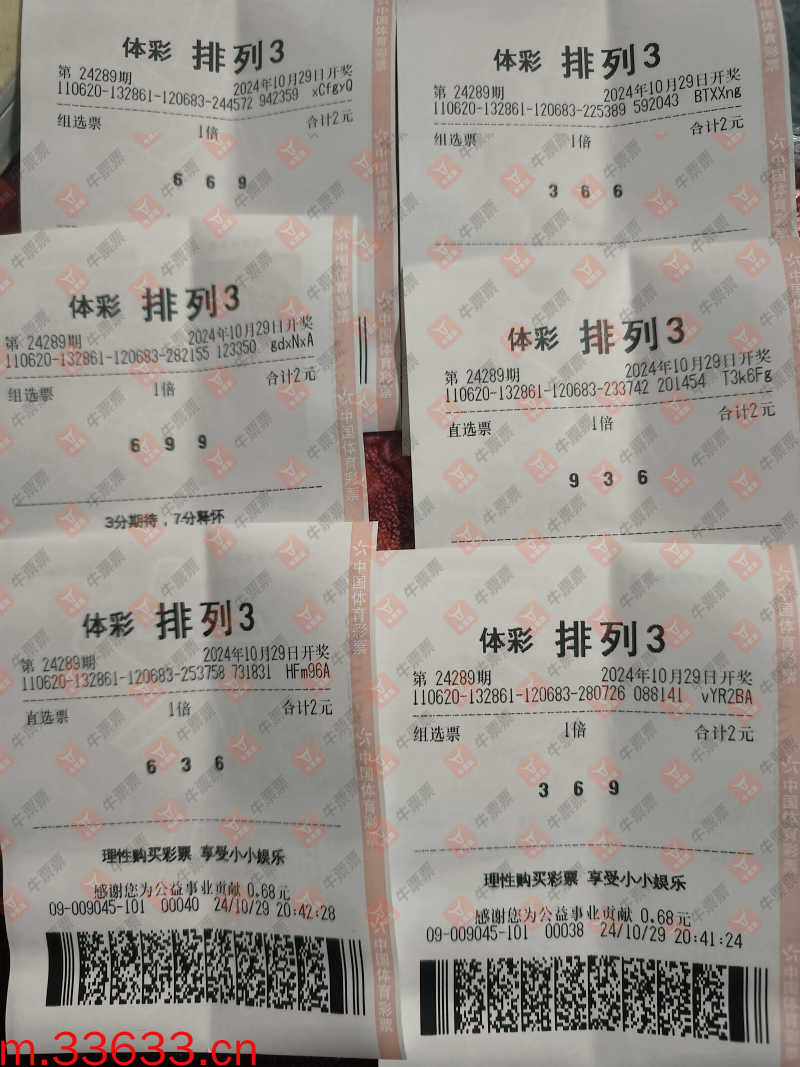 体彩 排列3
第 24289期 2024年10月29日开奖
110620-132861-120683-244572 942359 xCfgyQ
组选票 1倍 合计2元
6 6 9
体彩 排列3
第 24289期 2024年10月29日开奖
110620-132861-120683-225389 592043 BTXXng
组选票 1倍 合计2元
3 6 6
体彩 排列3
第 24289期 2024年10月29日开奖
110620-132861-120683-282155 123350 gdxNxA
组选票 1倍 合计2元
6 9 9
3分期待，7分释怀
体彩 排列3
第 24289期 2024年10月29日开奖
110620-132861-120683-233742 201454 T3k6Fg
直选票 1倍 合计2元
9 3 6
体彩 排列3
第 24289期 2024年10月29日开奖
110620-132861-120683-253758 731831 HFm96A
直选票 1倍 合计2元
6 3 6
理性购买彩票 享受小小娱乐
感谢您为公益事业贡献 0.68元
09-009045-101 00040 24/10/29 20:42:28
体彩 排列3
第 24289期 2024年10月29日开奖
110620-132861-120683-280726 088141 vYR2BA
组选票 1倍 合计2元
3 6 9
理性购买彩票 享受小小娱乐
感谢您为公益事业贡献 0.68元
09-009045-101 00038 24/10/29 20:41:24
中国体育彩票
牛票票
m.33633.cn